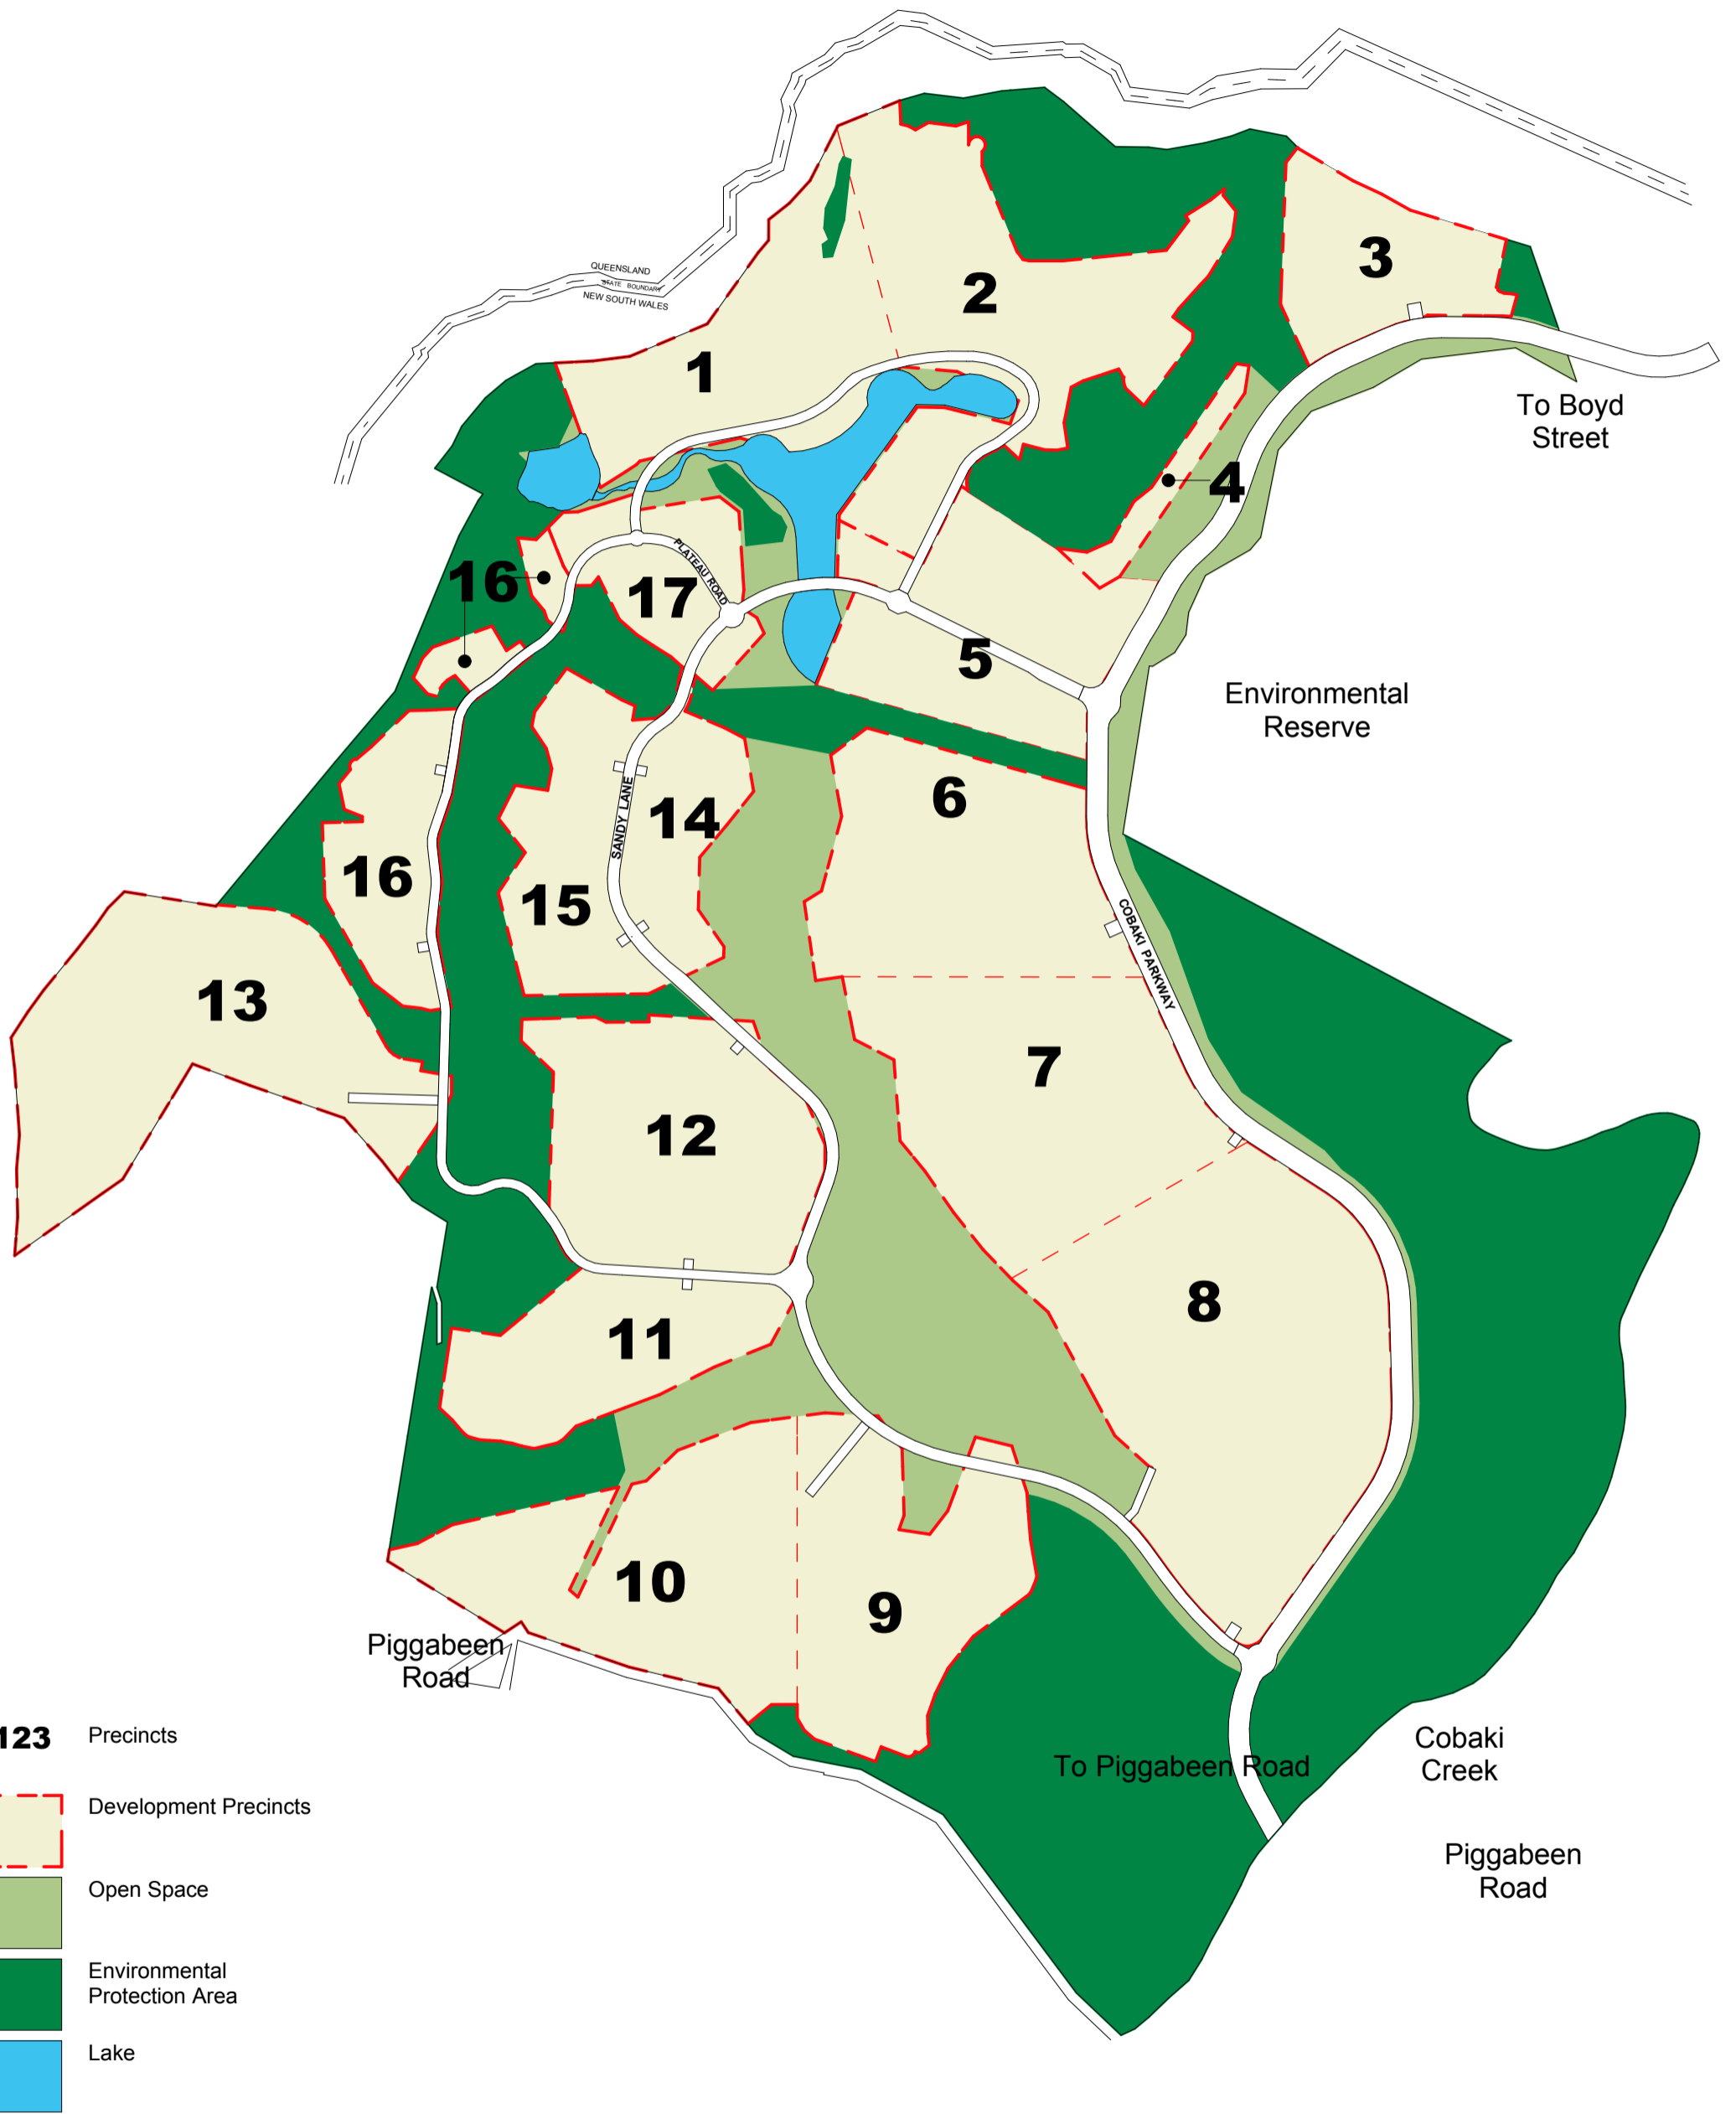 QUEENSLAND
STATE BOUNDARY
NEW SOUTH WALES
3
2
1
To Boyd
Street
4
16
PLATEAU ROAD
17
5
Environmental
Reserve
6
SANDY LANE
14
16
15
COBAKI PARKWAY
13
7
12
8
11
10
9
Piggabeen
Road
123
Precincts
To Piggabeen Road
Cobaki
Creek
Development Precincts
Piggabeen
Road
Open Space
Environmental
Protection Area
Lake